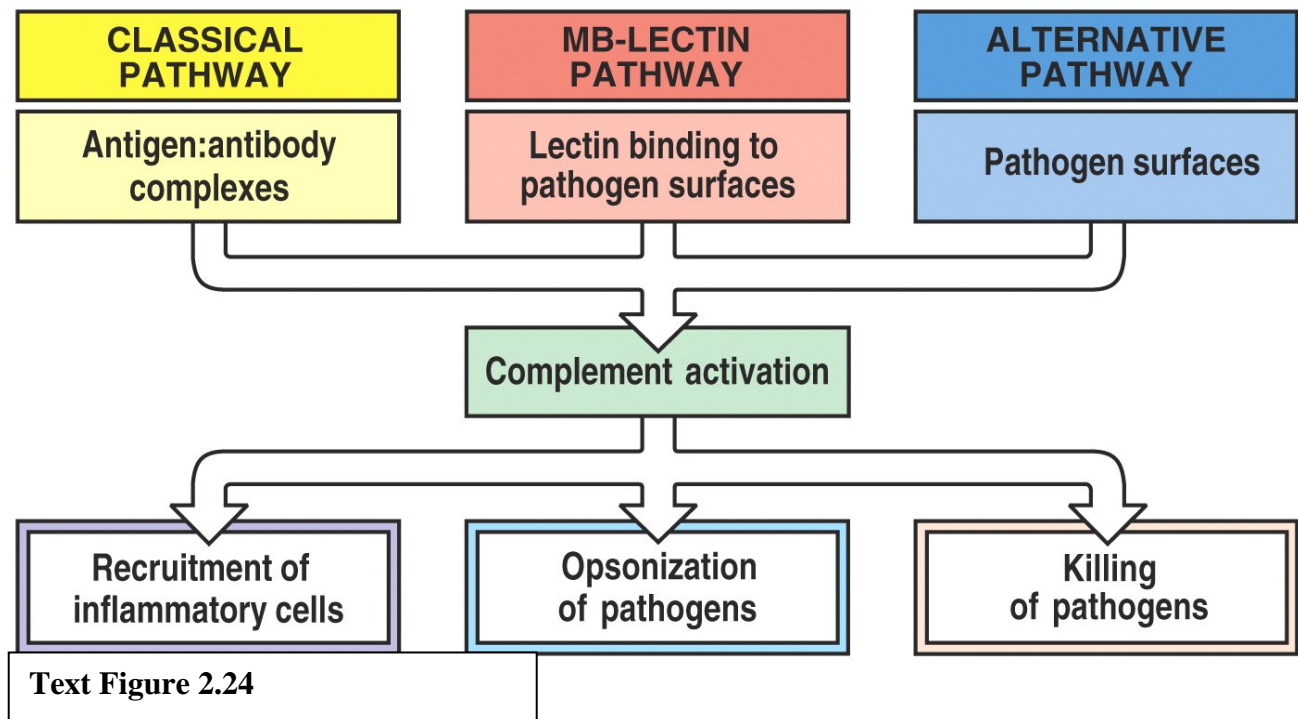 CLASSICAL
PATHWAY
MB-LECTIN
PATHWAY
ALTERNATIVE
PATHWAY
Antigen:antibody
complexes
Lectin binding to
pathogen surfaces
Pathogen surfaces
Complement activation
Recruitment of
inflammatory cells
Opsonization
of pathogens
Killing
of pathogens
Text Figure 2.24